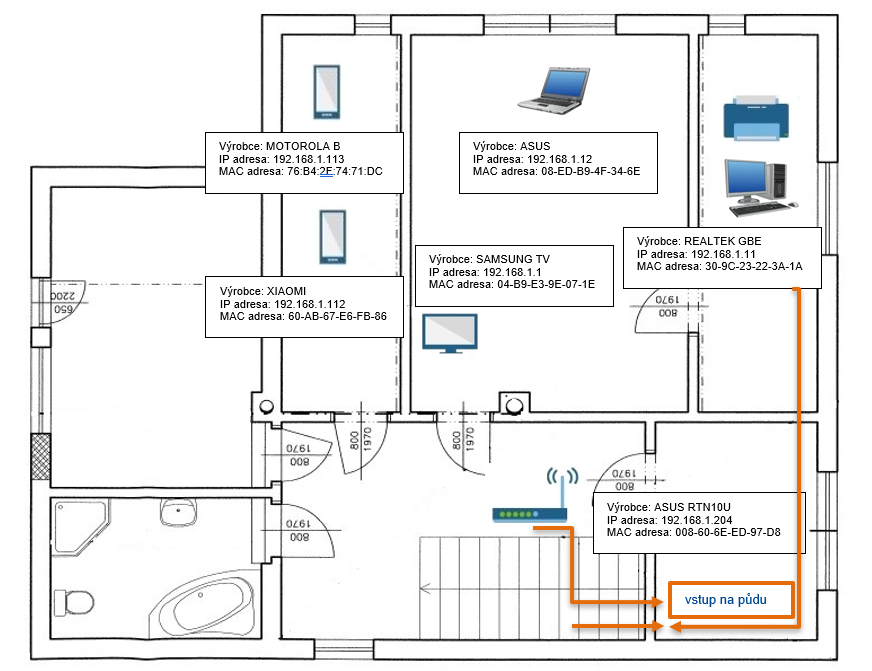 Výrobce: MOTOROLA B
IP adresa: 192.168.1.113
MAC adresa: 76:B4:2E:74:71:DC
Výrobce: ASUS
IP adresa: 192.168.1.12
MAC adresa: 08-ED-B9-4F-34-6E
Výrobce: SAMSUNG TV
IP adresa: 192.168.1.1
MAC adresa: 04-B9-E3-9E-07-1E
Výrobce: REALTEK GBE
IP adresa: 192.168.1.11
MAC adresa: 30-9C-23-22-3A-1A
Výrobce: XIAOMI
IP adresa: 192.168.1.112
MAC adresa: 60-AB-67-E6-FB-86
2200
650
1970
800
800
1970
800
1970
1970
800
1970
800
1970
Výrobce: ASUS RTN10U
IP adresa: 192.168.1.204
MAC adresa: 008-60-6E-ED-97-D8
1970
800
vstup na půdu